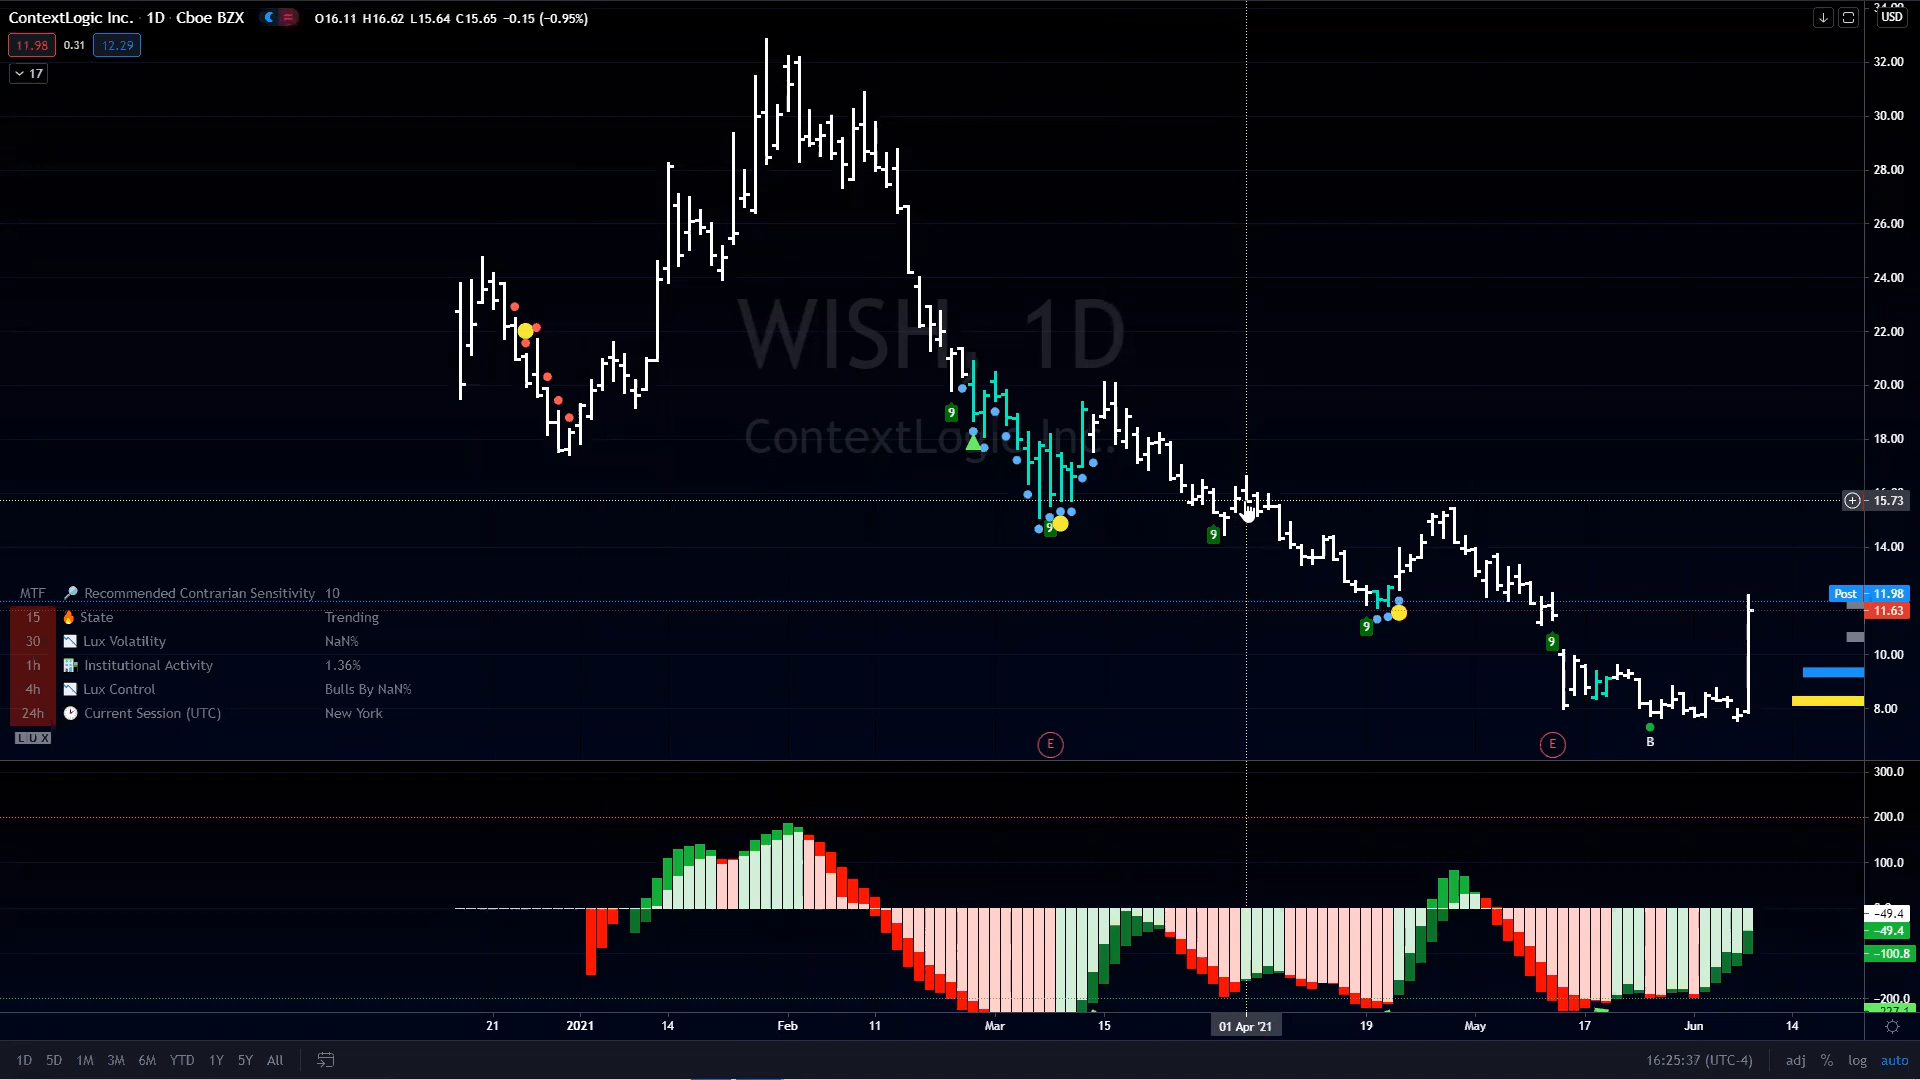 ContextLogic Inc. · 1D · Cboe BZX O16.11 H16.62 L15.64 C15.65 −0.15 (−0.95%)
11.98 0.31 12.29
17
USD
34.00
32.00
30.00
28.00
26.00
24.00
22.00
20.00
18.00
15.73
14.00
Post 11.98
11.63
10.00
8.00
WISH, 1D
ContextLogic Inc.
9
9
9
9
9
MTF 🔎 Recommended Contrarian Sensitivity 10
15 🔥 State Trending
30 Lux Volatility NaN%
1h Institutional Activity 1.36%
4h Lux Control Bulls By NaN%
24h Current Session (UTC) New York
LUX
E
E
B
300.0
200.0
100.0
−49.4
−49.4
−100.8
−200.0
21 2021 14 Feb 11 Mar 15 01 Apr '21 19 May 17 Jun 14
1D 5D 1M 3M 6M YTD 1Y 5Y All
16:25:37 (UTC-4) adj % log auto